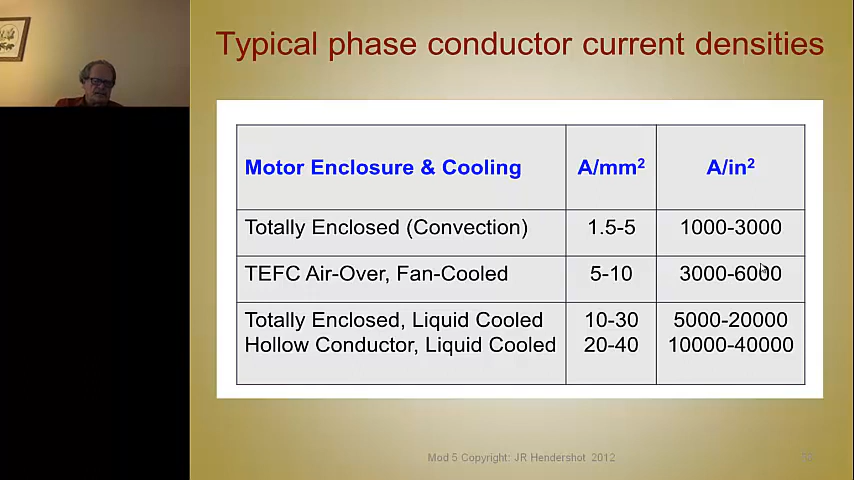 Typical phase conductor current densities
Motor Enclosure & Cooling A/mm² A/in²
Totally Enclosed (Convection) 1.5-5 1000-3000
TEFC Air-Over, Fan-Cooled 5-10 3000-6000
Totally Enclosed, Liquid Cooled 10-30 5000-20000
Hollow Conductor, Liquid Cooled 20-40 10000-40000
Mod 5 Copyright: JR Hendershot 2012